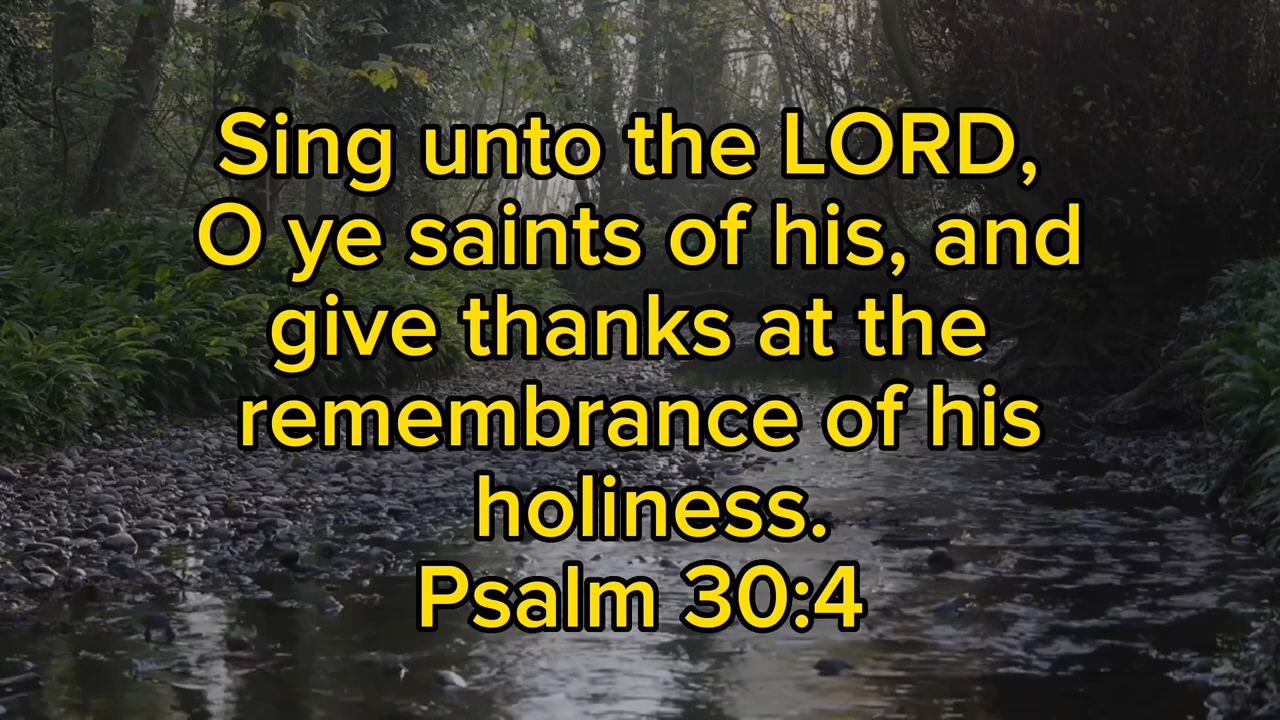 Sing unto the LORD,
O ye saints of his, and
give thanks at the
remembrance of his
holiness.
Psalm 30:4